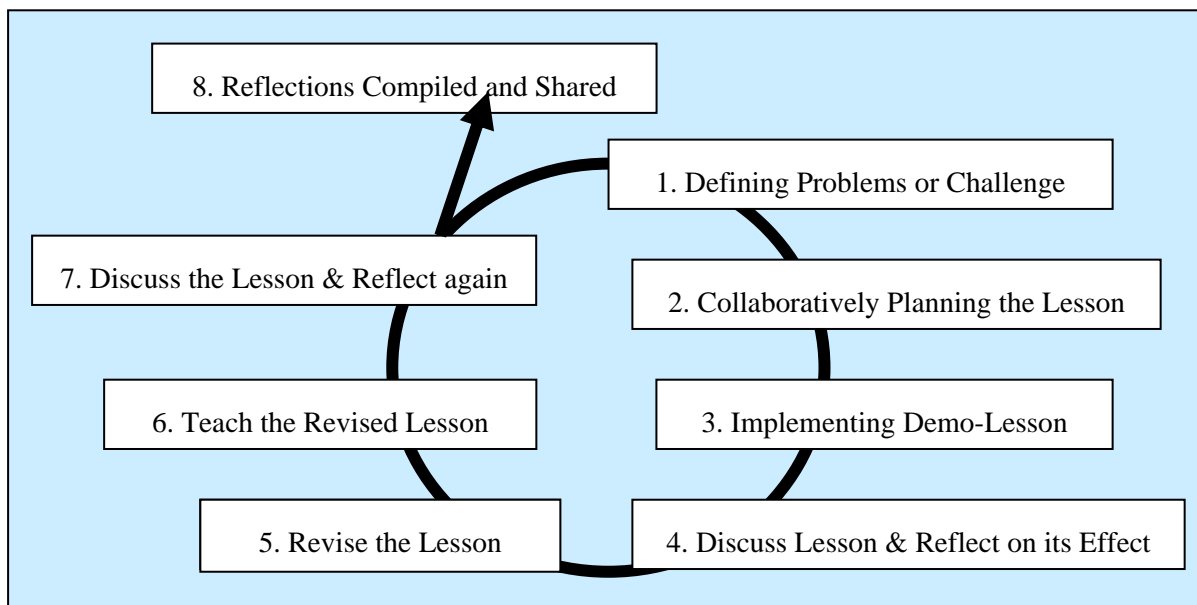 8. Reflections Compiled and Shared
1. Defining Problems or Challenge
7. Discuss the Lesson & Reflect again
2. Collaboratively Planning the Lesson
6. Teach the Revised Lesson
3. Implementing Demo-Lesson
5. Revise the Lesson
4. Discuss Lesson & Reflect on its Effect